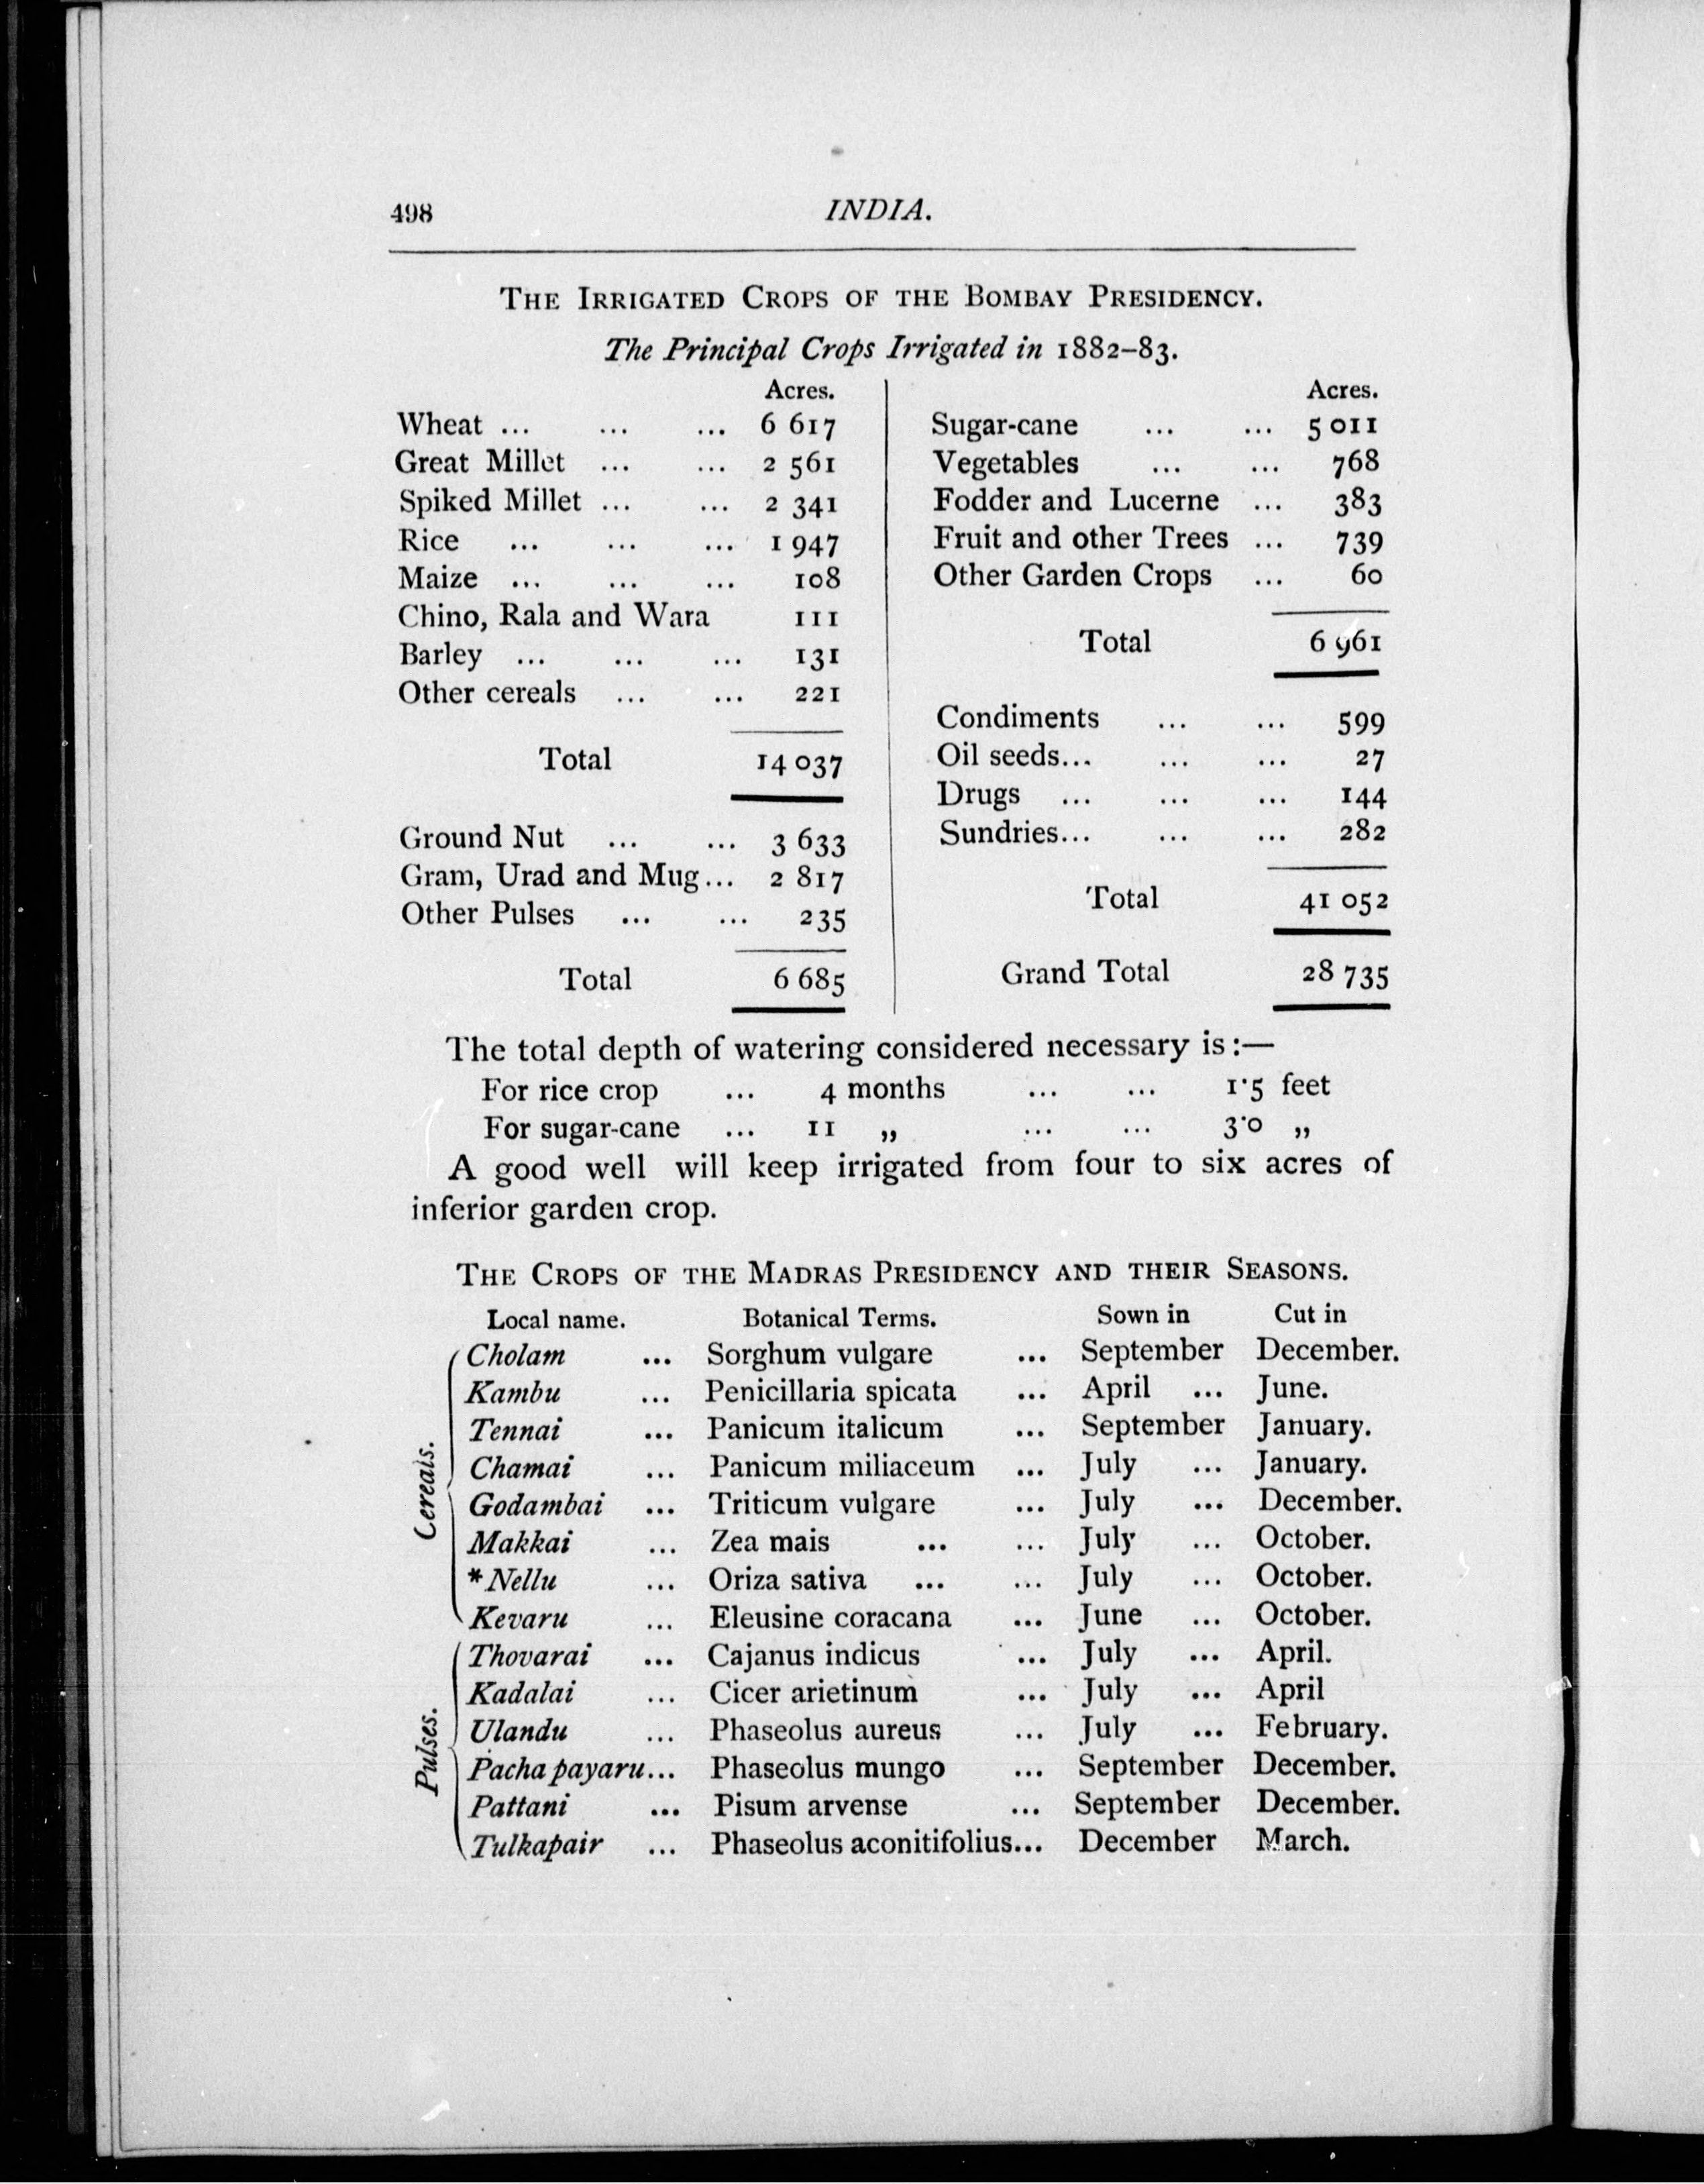 498
INDIA.
THE IRRIGATED CROPS OF THE BOMBAY PRESIDENCY.
The Principal Crops Irrigated in 1882–83.
Acres.
Wheat ... ... ... 6 617
Great Millet ... ... 2 561
Spiked Millet ... ... 2 341
Rice ... ... ... 1 947
Maize ... ... ... 108
Chino, Rala and Wara 111
Barley ... ... ... 131
Other cereals ... ... 221
Total 14 037
Ground Nut ... ... 3 633
Gram, Urad and Mug... 2 817
Other Pulses ... ... 235
Total 6 685
Acres.
Sugar-cane ... ... 5 011
Vegetables ... ... 768
Fodder and Lucerne ... 383
Fruit and other Trees ... 739
Other Garden Crops ... 60
Total 6 961
Condiments ... ... 599
Oil seeds... ... ... 27
Drugs ... ... ... 144
Sundries... ... ... 282
Total 41 052
Grand Total 28 735
The total depth of watering considered necessary is :—
For rice crop ... 4 months ... ... 1·5 feet
For sugar-cane ... 11 „ ... ... 3·0 „
A good well will keep irrigated from four to six acres of
inferior garden crop.
THE CROPS OF THE MADRAS PRESIDENCY AND THEIR SEASONS.
Local name. Botanical Terms. Sown in Cut in
Cereals.
Cholam ... Sorghum vulgare ... September December.
Kambu ... Penicillaria spicata ... April ... June.
Tennai ... Panicum italicum ... September January.
Chamai ... Panicum miliaceum ... July ... January.
Godambai ... Triticum vulgare ... July ... December.
Makkai ... Zea mais ... ... July ... October.
*Nellu ... Oriza sativa ... ... July ... October.
Kevaru ... Eleusine coracana ... June ... October.
Pulses.
Thovarai ... Cajanus indicus ... July ... April.
Kadalai ... Cicer arietinum ... July ... April
Ulandu ... Phaseolus aureus ... July ... February.
Pacha payaru... Phaseolus mungo ... September December.
Pattani ... Pisum arvense ... September December.
Tulkapair ... Phaseolus aconitifolius... December March.